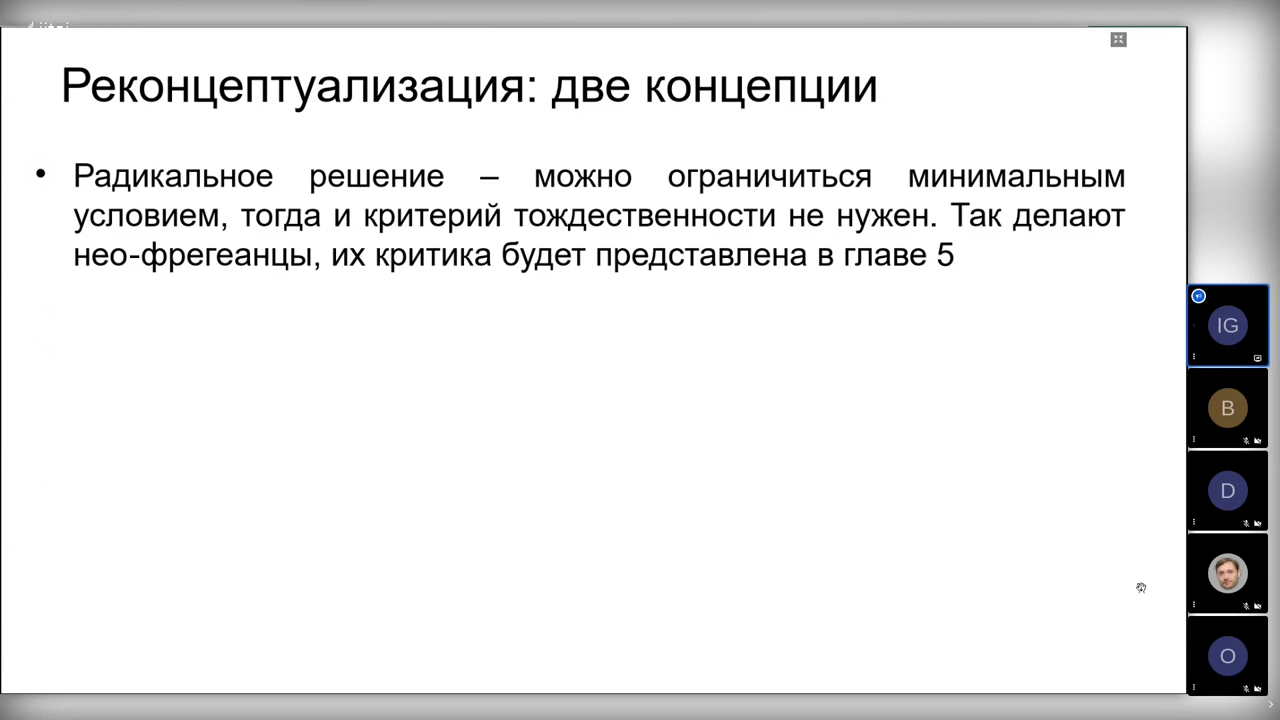 Реконцептуализация: две концепции
• Радикальное решение – можно ограничиться минимальным
условием, тогда и критерий тождественности не нужен. Так делают
нео-фрегеанцы, их критика будет представлена в главе 5
IG
B
D
O